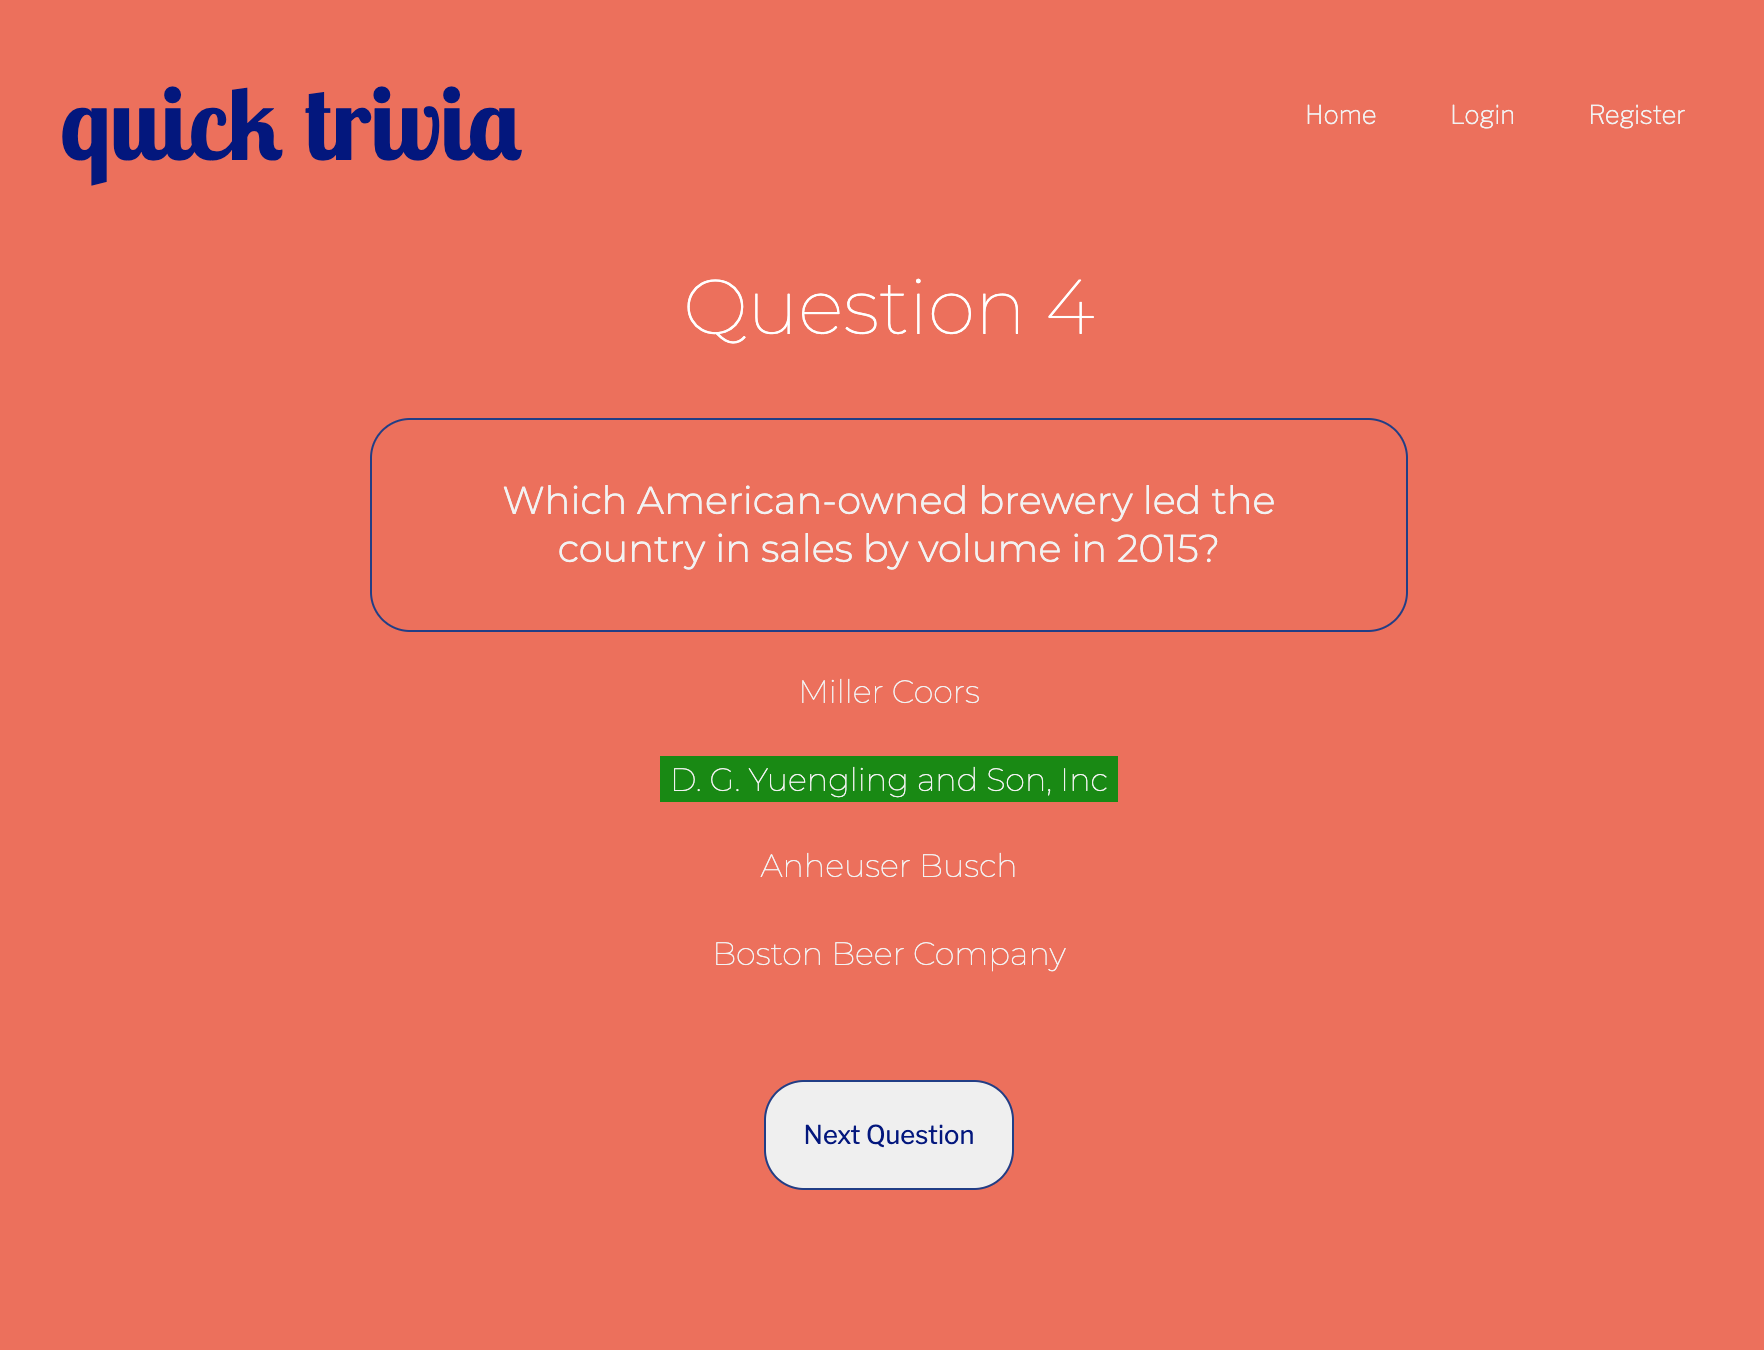 quick trivia
Home Login Register
Question 4
Which American-owned brewery led the
country in sales by volume in 2015?
Miller Coors
D. G. Yuengling and Son, Inc
Anheuser Busch
Boston Beer Company
Next Question